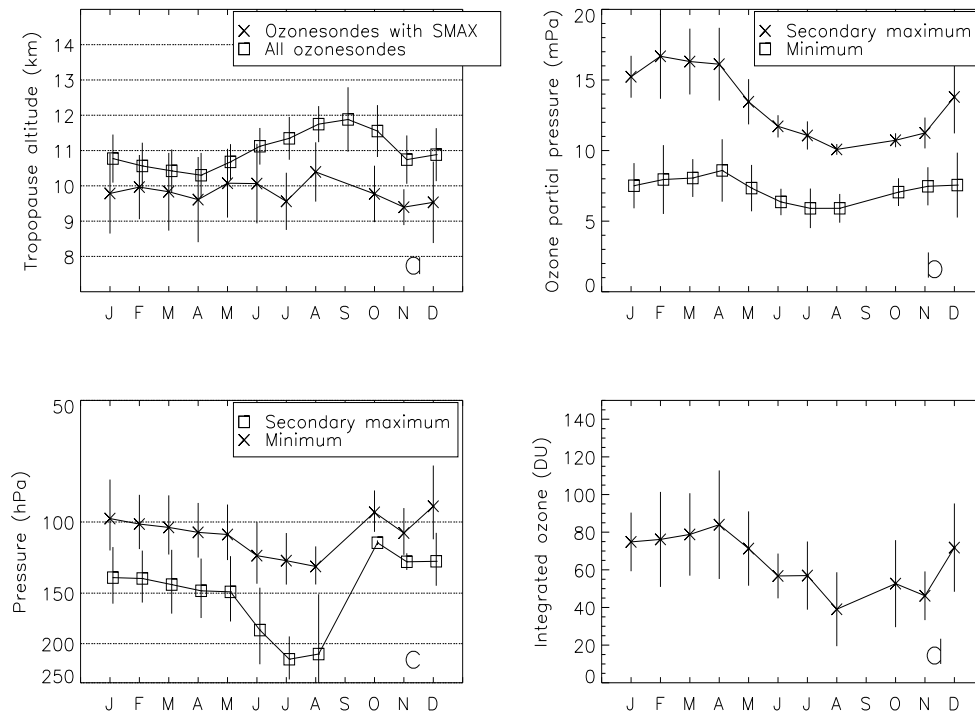 Ozonesondes with SMAX
All ozonesondes
Tropopause altitude (km)
14
13
12
11
10
9
8
J F M A M J J A S O N D
a
Secondary maximum
Minimum
Ozone partial pressure (mPa)
20
15
10
5
0
J F M A M J J A S O N D
b
Secondary maximum
Minimum
Pressure (hPa)
50
100
150
200
250
J F M A M J J A S O N D
c
Integrated ozone (DU)
140
120
100
80
60
40
20
0
J F M A M J J A S O N D
d